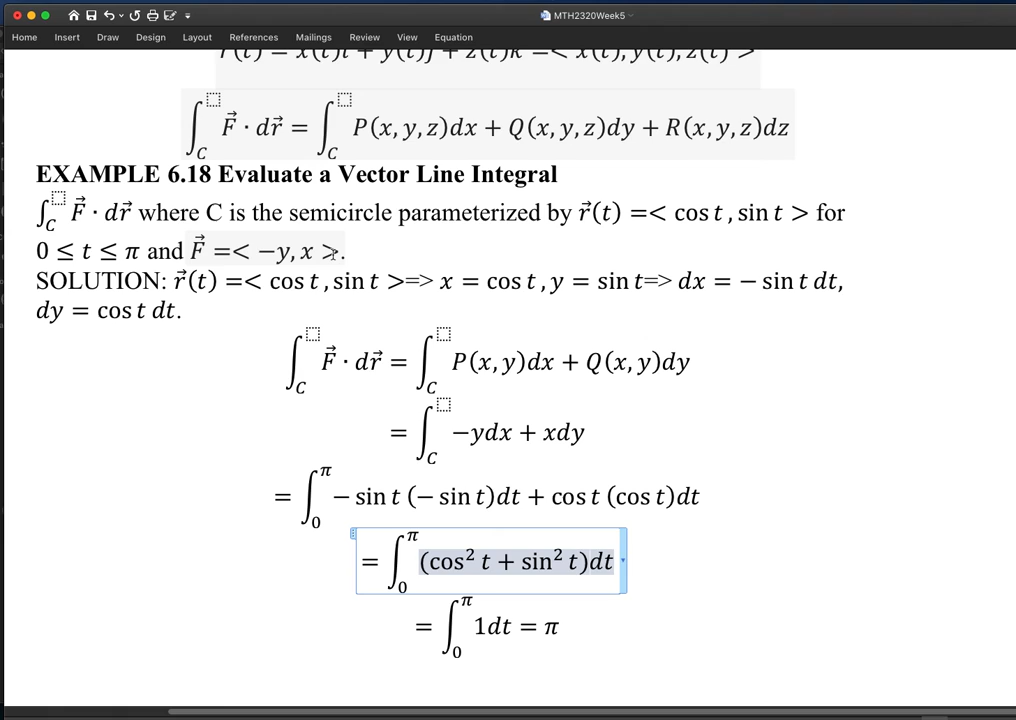 MTH2320Week5
Home Insert Draw Design Layout References Mailings Review View Equation
r(t) = x(t)i + y(t)j + z(t)k =< x(t), y(t), z(t) >
∫_C F⃗ · dr⃗ = ∫_C P(x, y, z)dx + Q(x, y, z)dy + R(x, y, z)dz
EXAMPLE 6.18 Evaluate a Vector Line Integral
∫_C F⃗ · dr⃗ where C is the semicircle parameterized by r⃗(t) =< cos t , sin t > for
0 ≤ t ≤ π and F⃗ =< −y, x >.
SOLUTION: r⃗(t) =< cos t , sin t >=> x = cos t , y = sin t=> dx = − sin t dt,
dy = cos t dt.
∫_C F⃗ · dr⃗ = ∫_C P(x, y)dx + Q(x, y)dy
= ∫_C −ydx + xdy
= ∫_0^π − sin t (− sin t)dt + cos t (cos t)dt
= ∫_0^π (cos² t + sin² t)dt
= ∫_0^π 1dt = π